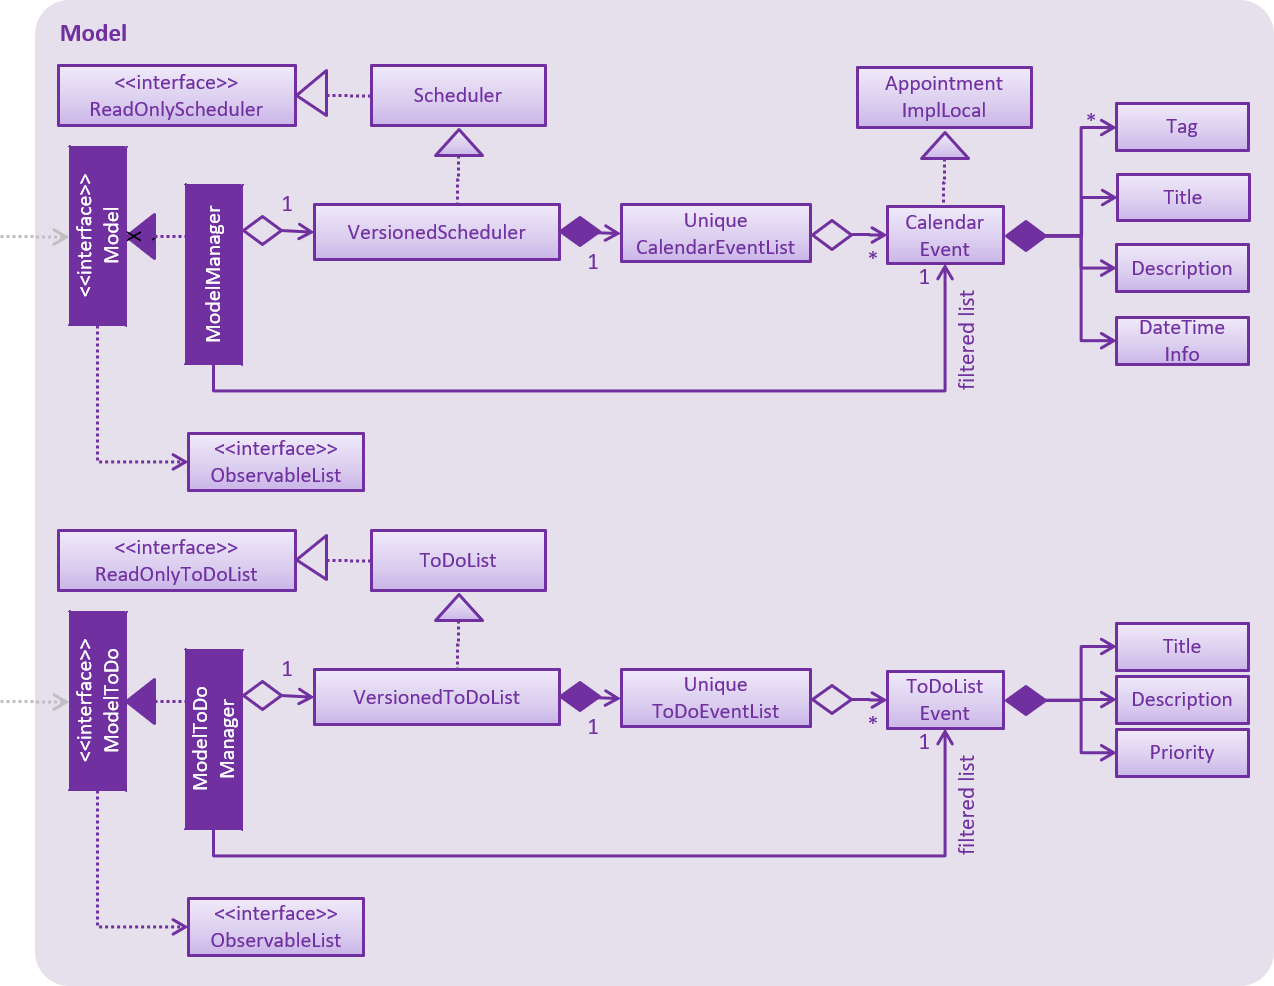 Model
<<interface>>
ReadOnlyScheduler
Scheduler
Appointment
ImplLocal
Tag
*
Title
Description
DateTime
Info
<<interface>>
Model
ModelManager
1
VersionedScheduler
1
Unique
CalendarEventList
*
Calendar
Event
1
filtered list
<<interface>>
ObservableList
<<interface>>
ReadOnlyToDoList
ToDoList
<<interface>>
ModelToDo
ModelToDo
Manager
1
VersionedToDoList
1
Unique
ToDoEventList
*
ToDoList
Event
1
filtered list
Title
Description
Priority
<<interface>>
ObservableList